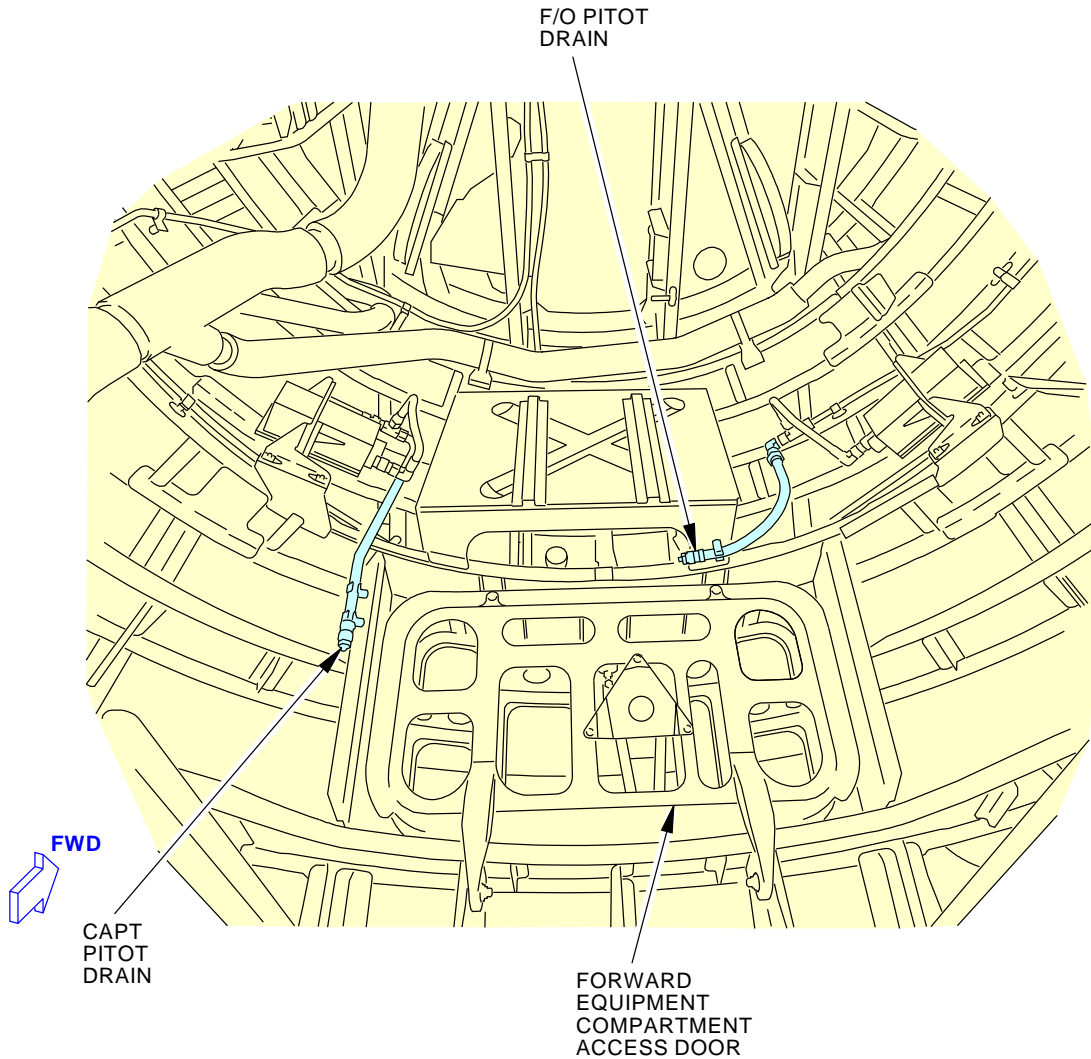 F/O PITOT
DRAIN
FWD
CAPT
PITOT
DRAIN
FORWARD
EQUIPMENT
COMPARTMENT
ACCESS DOOR